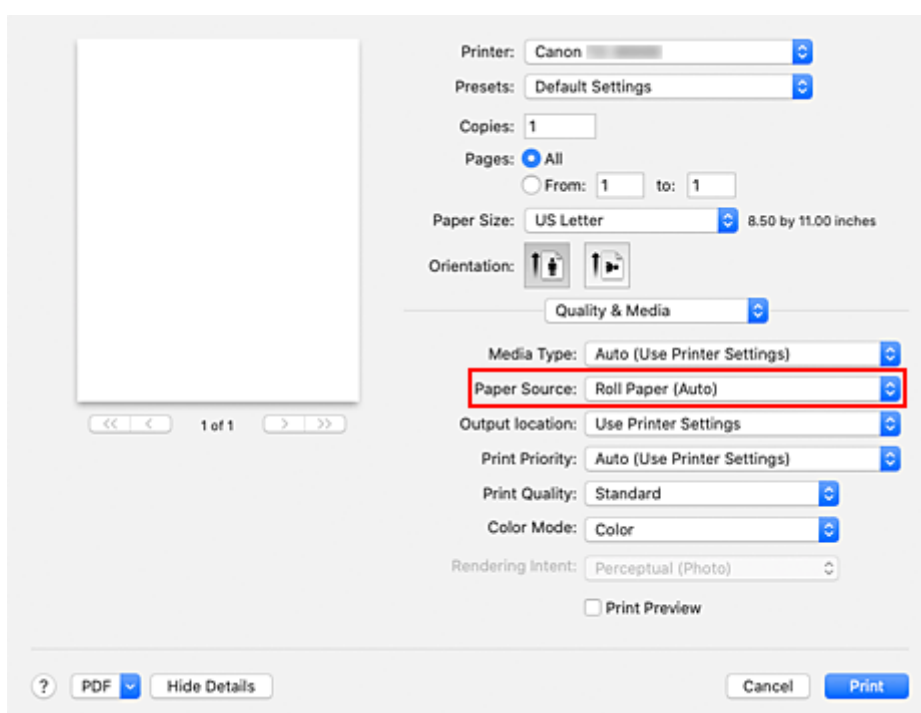 Printer: Canon
Presets: Default Settings
Copies: 1
Pages: All
From: 1 to: 1
Paper Size: US Letter 8.50 by 11.00 inches
Orientation:
Quality & Media
Media Type: Auto (Use Printer Settings)
Paper Source: Roll Paper (Auto)
Output location: Use Printer Settings
Print Priority: Auto (Use Printer Settings)
Print Quality: Standard
Color Mode: Color
Rendering Intent: Perceptual (Photo)
Print Preview
1 of 1
? PDF Hide Details Cancel Print